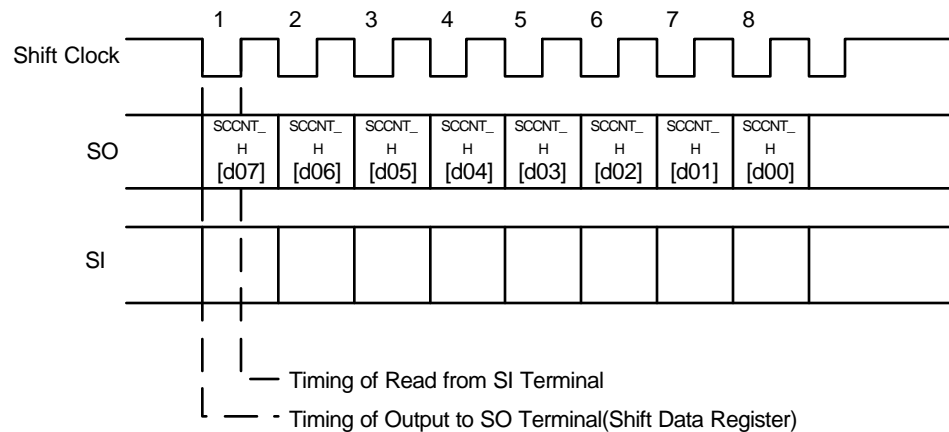 1 2 3 4 5 6 7 8
Shift Clock
SO
SCCNT_ SCCNT_ SCCNT_ SCCNT_ SCCNT_ SCCNT_ SCCNT_ SCCNT_
H H H H H H H H
[d07] [d06] [d05] [d04] [d03] [d02] [d01] [d00]
SI
Timing of Read from SI Terminal
Timing of Output to SO Terminal(Shift Data Register)